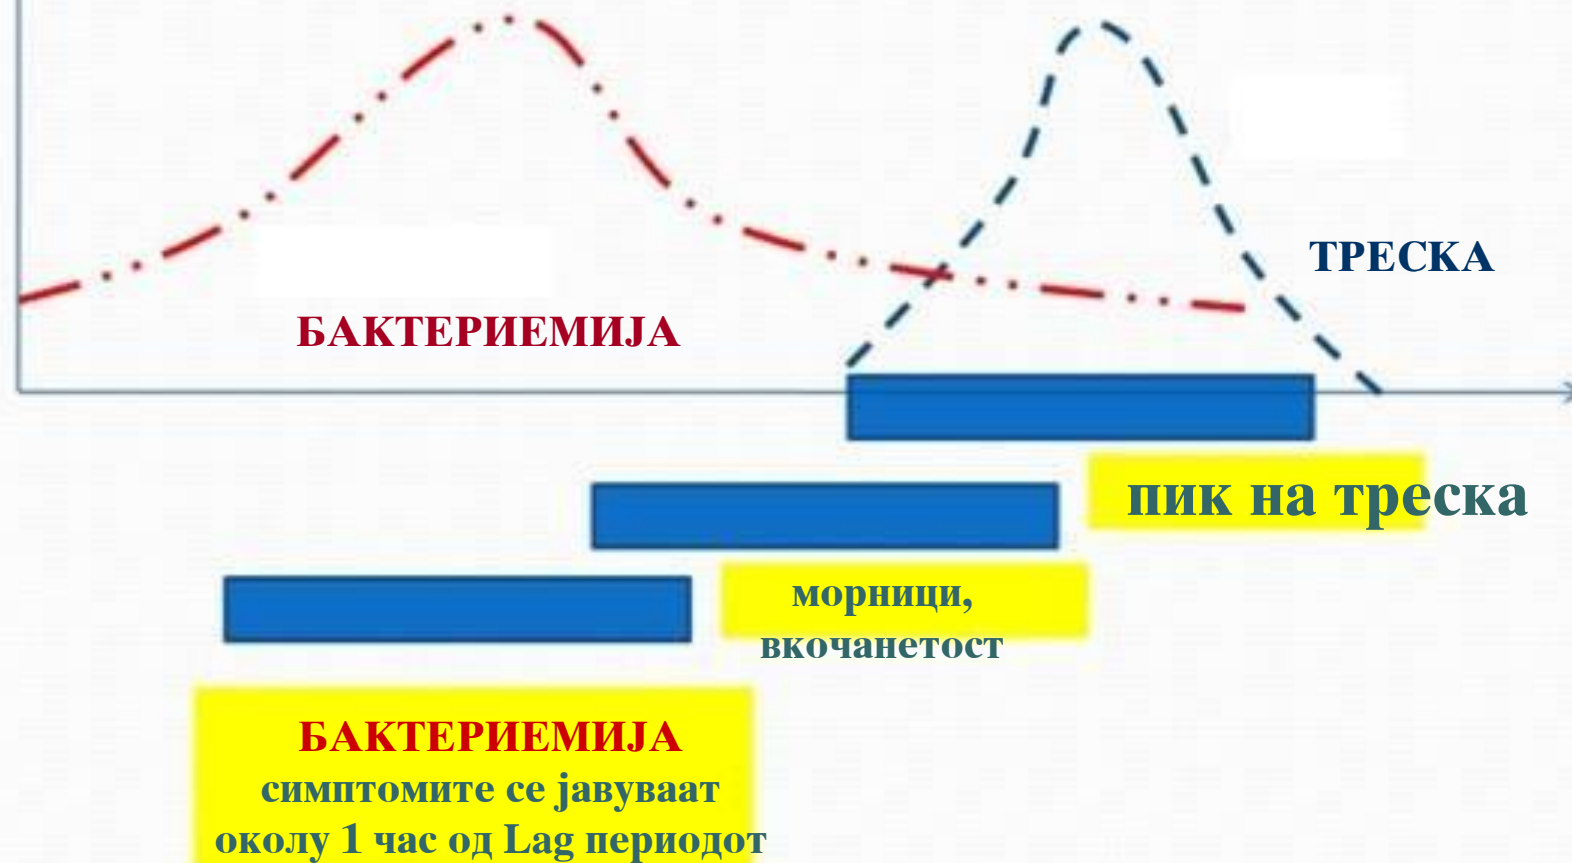 ТРЕСКА
БАКТЕРИЕМИЈА
пик на треска
морници,
вкочанетост
БАКТЕРИЕМИЈА
симптомите се јавуваат
околу 1 час од Lag периодот